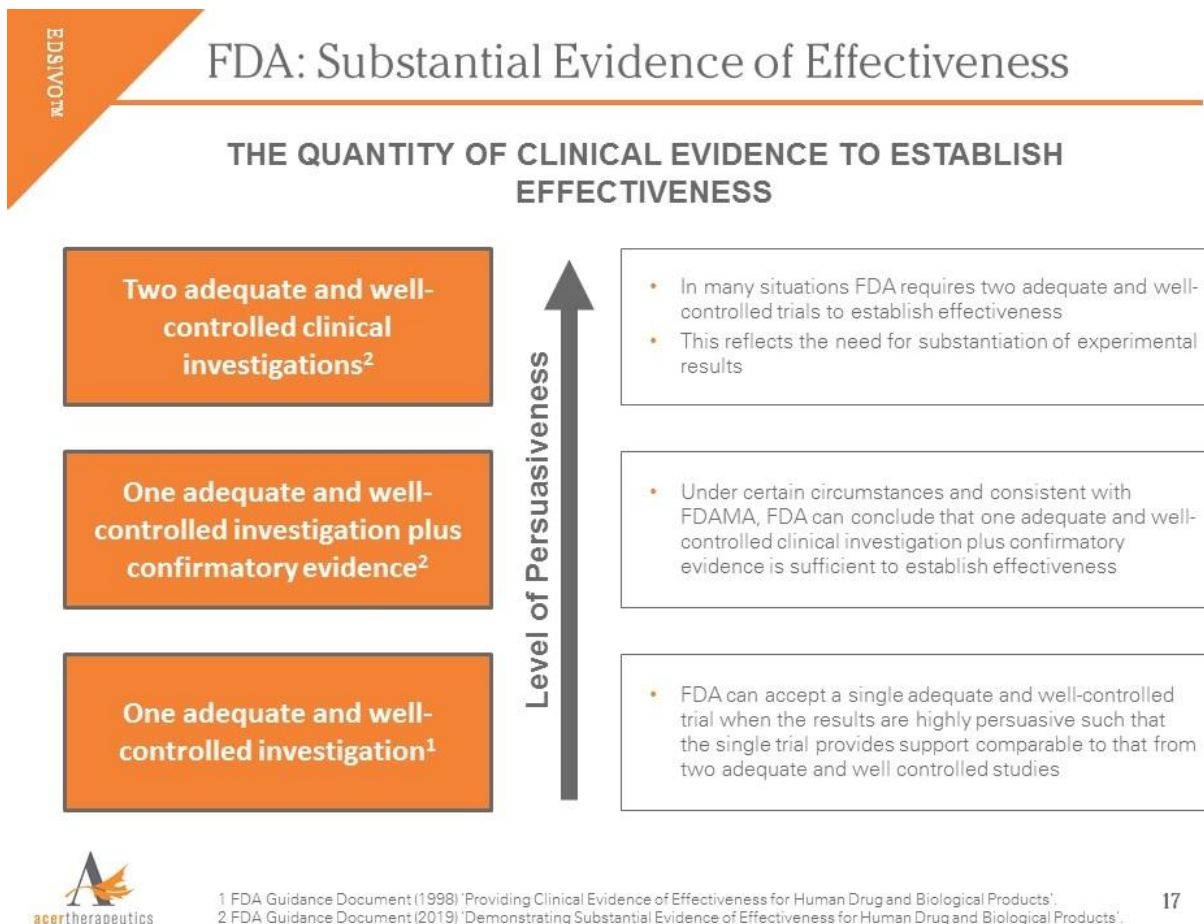 EDSIVO™
FDA: Substantial Evidence of Effectiveness
THE QUANTITY OF CLINICAL EVIDENCE TO ESTABLISH
EFFECTIVENESS
Two adequate and well-
controlled clinical
investigations²
Level of Persuasiveness
• In many situations FDA requires two adequate and well-
controlled trials to establish effectiveness
• This reflects the need for substantiation of experimental
results
One adequate and well-
controlled investigation plus
confirmatory evidence²
• Under certain circumstances and consistent with
FDAMA, FDA can conclude that one adequate and well-
controlled clinical investigation plus confirmatory
evidence is sufficient to establish effectiveness
One adequate and well-
controlled investigation¹
• FDA can accept a single adequate and well-controlled
trial when the results are highly persuasive such that
the single trial provides support comparable to that from
two adequate and well controlled studies
acertherapeutics
1 FDA Guidance Document (1998) 'Providing Clinical Evidence of Effectiveness for Human Drug and Biological Products'.
2 FDA Guidance Document (2019) 'Demonstrating Substantial Evidence of Effectiveness for Human Drug and Biological Products'.
17